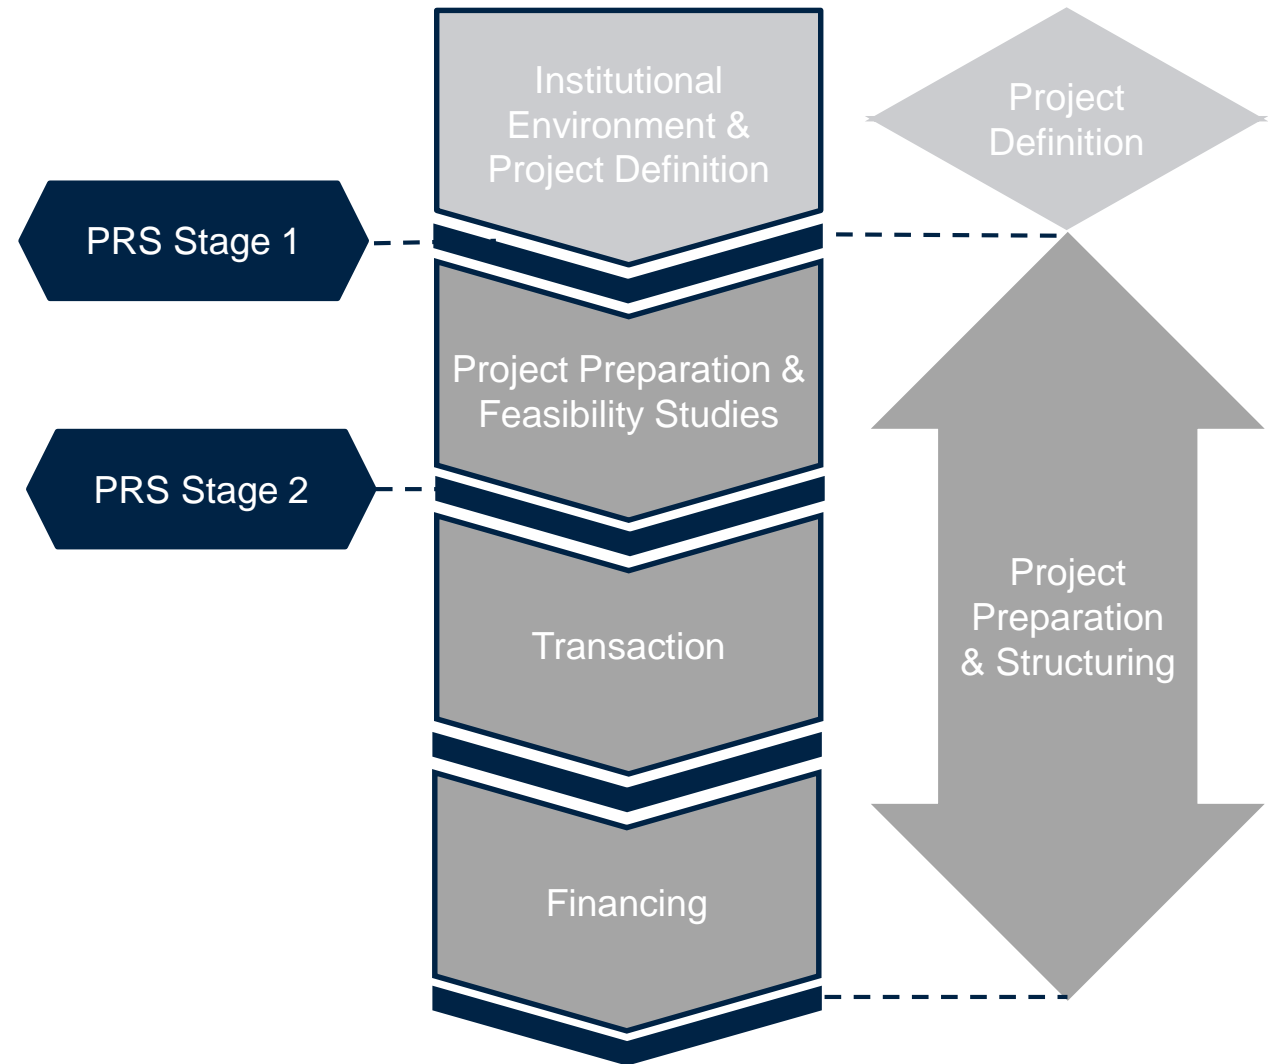 Institutional
Environment &
Project Definition
Project
Definition
PRS Stage 1
Project Preparation &
Feasibility Studies
PRS Stage 2
Transaction
Project
Preparation
& Structuring
Financing